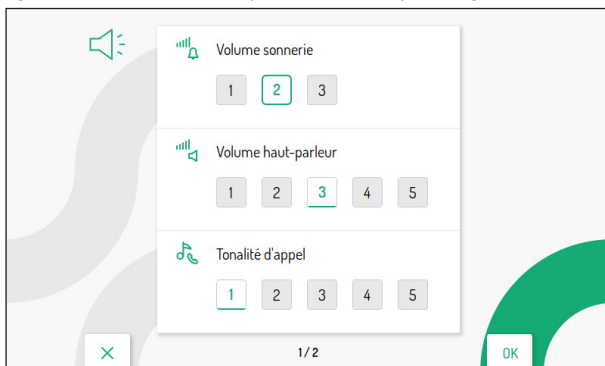 Volume sonnerie
1 2 3
Volume haut-parleur
1 2 3 4 5
Tonalité d'appel
1 2 3 4 5
1/2
OK